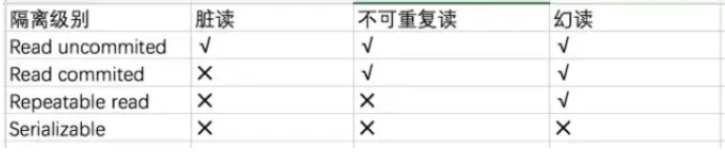 隔离级别 脏读 不可重复读 幻读
Read uncommited √ √ √
Read commited × √ √
Repeatable read × × √
Serializable × × ×